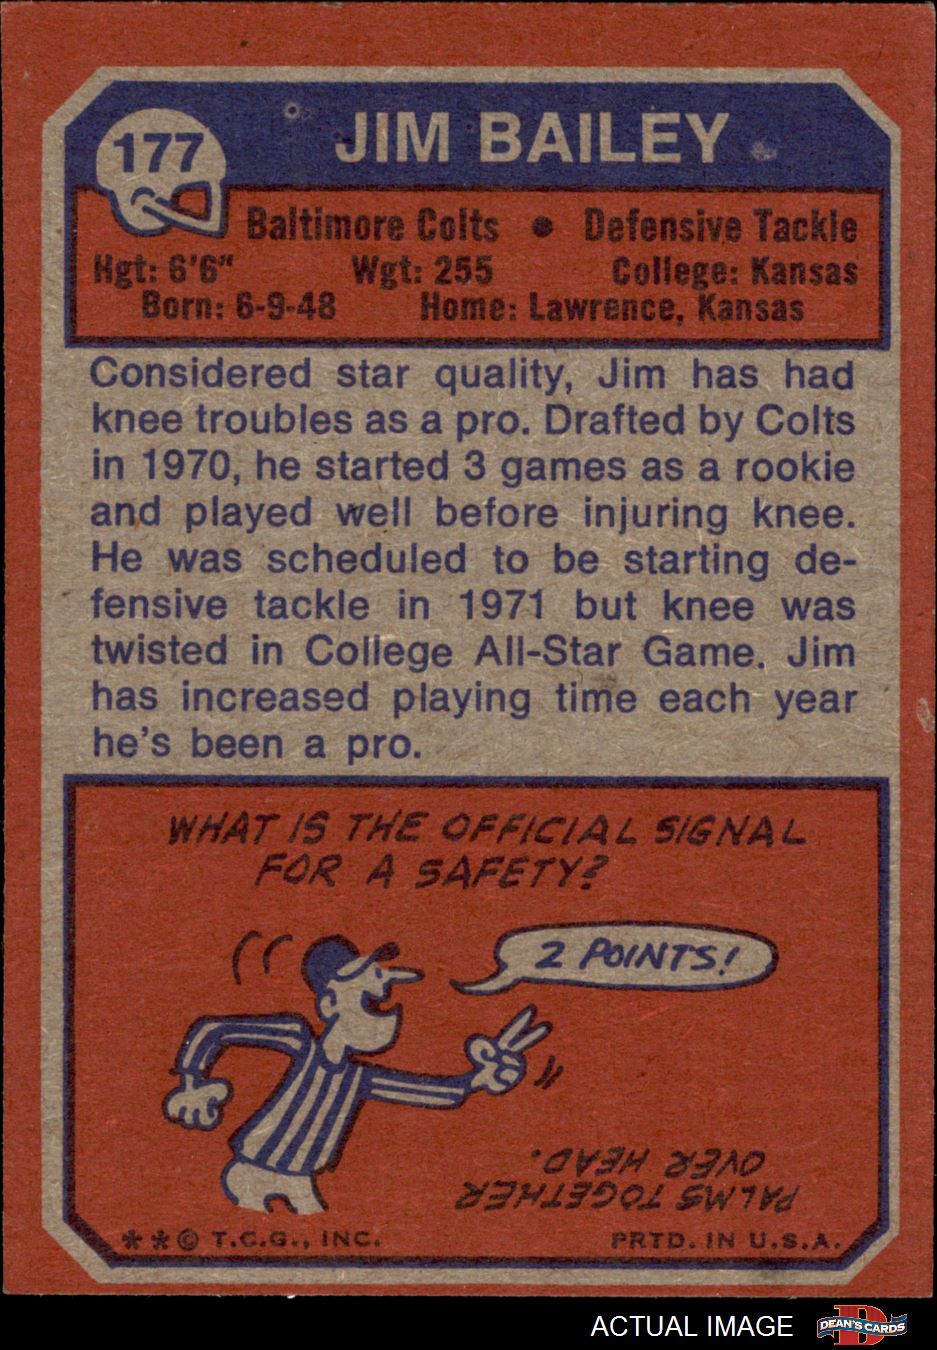 177
JIM BAILEY
Baltimore Colts • Defensive Tackle
Hgt: 6'6" Wgt: 255 College: Kansas
Born: 6-9-48 Home: Lawrence, Kansas
Considered star quality, Jim has had
knee troubles as a pro. Drafted by Colts
in 1970, he started 3 games as a rookie
and played well before injuring knee.
He was scheduled to be starting de-
fensive tackle in 1971 but knee was
twisted in College All-Star Game. Jim
has increased playing time each year
he's been a pro.
WHAT IS THE OFFICIAL SIGNAL
FOR A SAFETY?
2 POINTS!
PALMS TOGETHER
OVER HEAD.
**© T.C.G., INC. PRTD. IN U.S.A.
ACTUAL IMAGE
DEAN'S CARDS